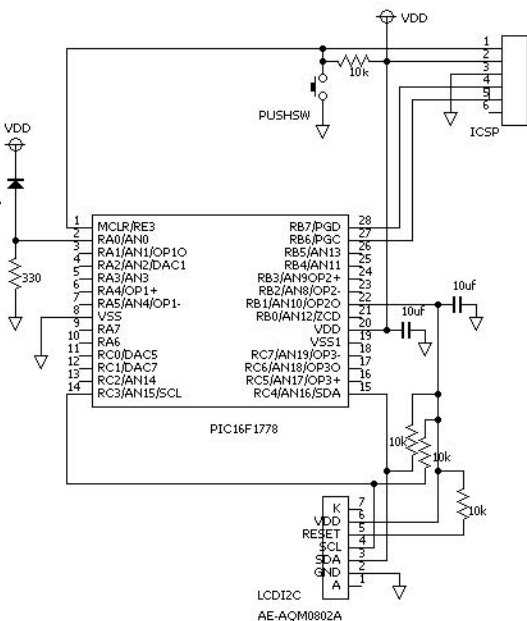 VDD
1
10k
2
3
4
5
6
PUSHSW
ICSP
VDD
330
1 MCLR/RE3 RB7/PGD 28
2 RA0/AN0 RB6/PGC 27
3 RA1/AN1/OP1O RB5/AN13 26
4 RA2/AN2/DAC1 RB4/AN11 25
5 RA3/AN3 RB3/AN9OP2+ 24
6 RA4/OP1+ RB2/AN8/OP2- 23
7 RA5/AN4/OP1- RB1/AN10/OP2O 22
8 VSS RB0/AN12/ZCD 21
9 RA7 VDD 20
10 RA6 VSS1 19
11 RC0/DAC5 RC7/AN19/OP3- 18
12 RC1/DAC7 RC6/AN18/OP3O 17
13 RC2/AN14 RC5/AN17/OP3+ 16
14 RC3/AN15/SCL RC4/AN16/SDA 15
10uf
10uf
PIC16F1778
10k
10k
10k
K 7
VDD 6
RESET 5
SCL 4
SDA 3
GND 2
A 1
LCDI2C
AE-AQM0802A